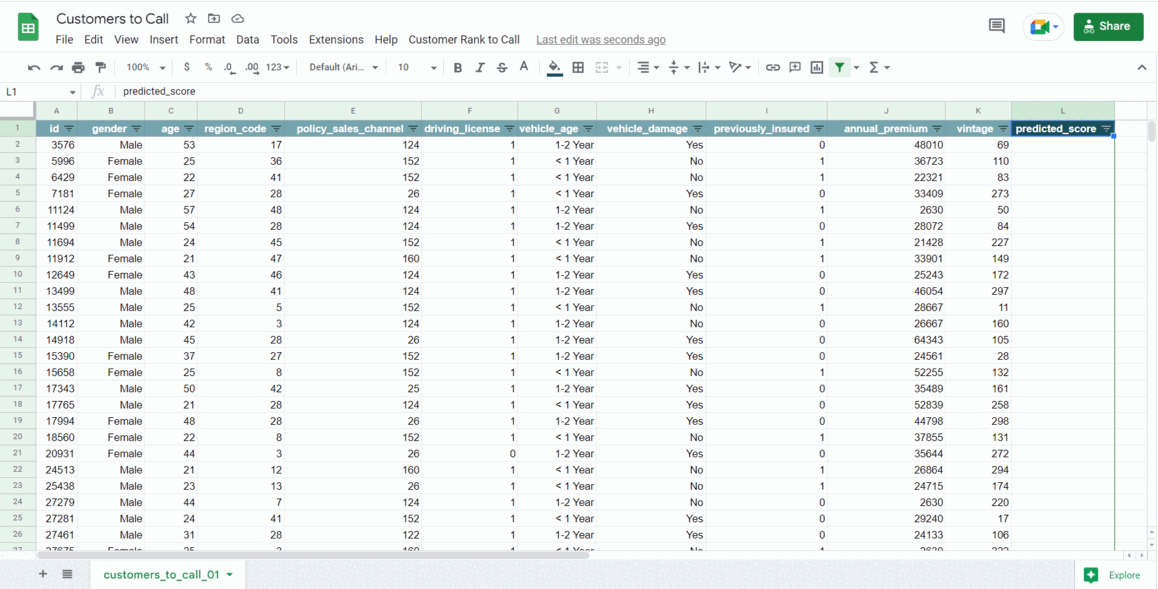 Customers to Call
File Edit View Insert Format Data Tools Extensions Help Customer Rank to Call Last edit was seconds ago
Share
100% $ % .0 .00 123 Default (Ari... 10 B I S A
L1 fx predicted_score
A B C D E F G H I J K L
1 id gender age region_code policy_sales_channel driving_license vehicle_age vehicle_damage previously_insured annual_premium vintage predicted_score
2 3576 Male 53 17 124 1 1-2 Year Yes 0 48010 69
3 5996 Female 25 36 152 1 < 1 Year No 1 36723 110
4 6429 Female 22 41 152 1 < 1 Year No 1 22321 83
5 7181 Female 27 28 26 1 < 1 Year Yes 0 33409 273
6 11124 Male 57 48 124 1 1-2 Year No 1 2630 50
7 11499 Male 54 28 124 1 1-2 Year Yes 0 28072 84
8 11694 Male 24 45 152 1 < 1 Year No 1 21428 227
9 11912 Female 21 47 160 1 < 1 Year No 1 33901 149
10 12649 Female 43 46 124 1 1-2 Year Yes 0 25243 172
11 13499 Male 48 41 124 1 1-2 Year Yes 0 46054 297
12 13555 Male 25 5 152 1 < 1 Year No 1 28667 11
13 14112 Male 42 3 124 1 1-2 Year No 0 26667 160
14 14918 Male 45 28 26 1 1-2 Year Yes 0 64343 105
15 15390 Female 37 27 152 1 1-2 Year Yes 0 24561 28
16 15658 Female 25 8 152 1 < 1 Year No 1 52255 132
17 17343 Male 50 42 25 1 1-2 Year Yes 0 35489 161
18 17765 Male 21 28 124 1 < 1 Year Yes 0 52839 258
19 17994 Female 48 28 26 1 1-2 Year Yes 0 44798 298
20 18560 Female 22 8 152 1 < 1 Year No 1 37855 131
21 20931 Female 44 3 26 0 1-2 Year Yes 0 35644 272
22 24513 Male 21 12 160 1 < 1 Year No 1 26864 294
23 25438 Male 23 13 26 1 < 1 Year No 1 24715 174
24 27279 Male 44 7 124 1 1-2 Year No 0 2630 220
25 27281 Male 24 41 152 1 < 1 Year Yes 0 29240 17
26 27461 Male 31 28 122 1 1-2 Year Yes 0 24133 106
customers_to_call_01
Explore